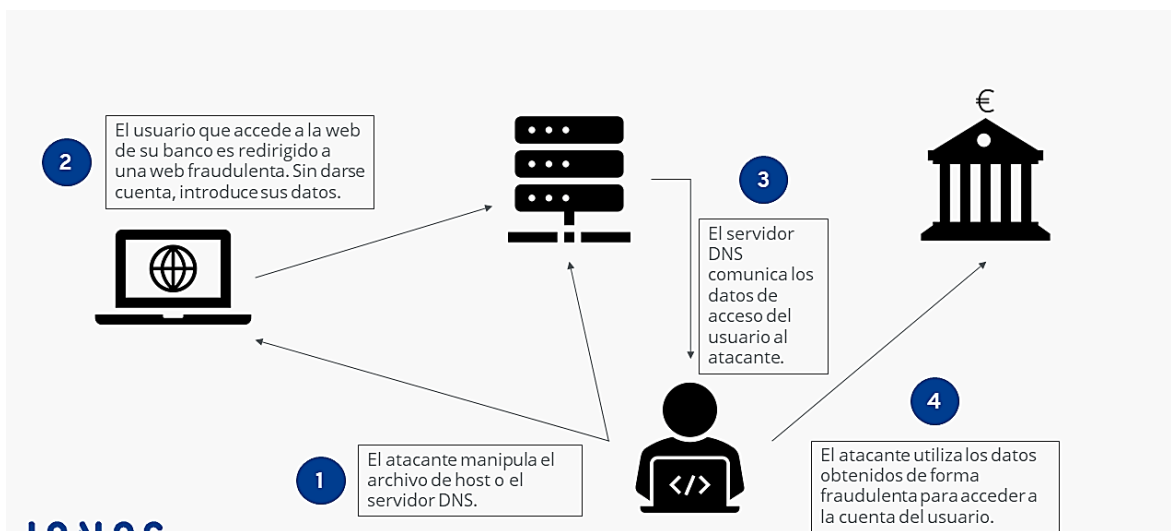 €
2
El usuario que accede a la web
de su banco es redirigido a
una web fraudulenta. Sin darse
cuenta, introduce sus datos.
3
El servidor
DNS
comunica los
datos de
acceso del
usuario al
atacante.
</>
1
El atacante manipula el
archivo de host o el
servidor DNS.
4
El atacante utiliza los datos
obtenidos de forma
fraudulenta para acceder a
la cuenta del usuario.